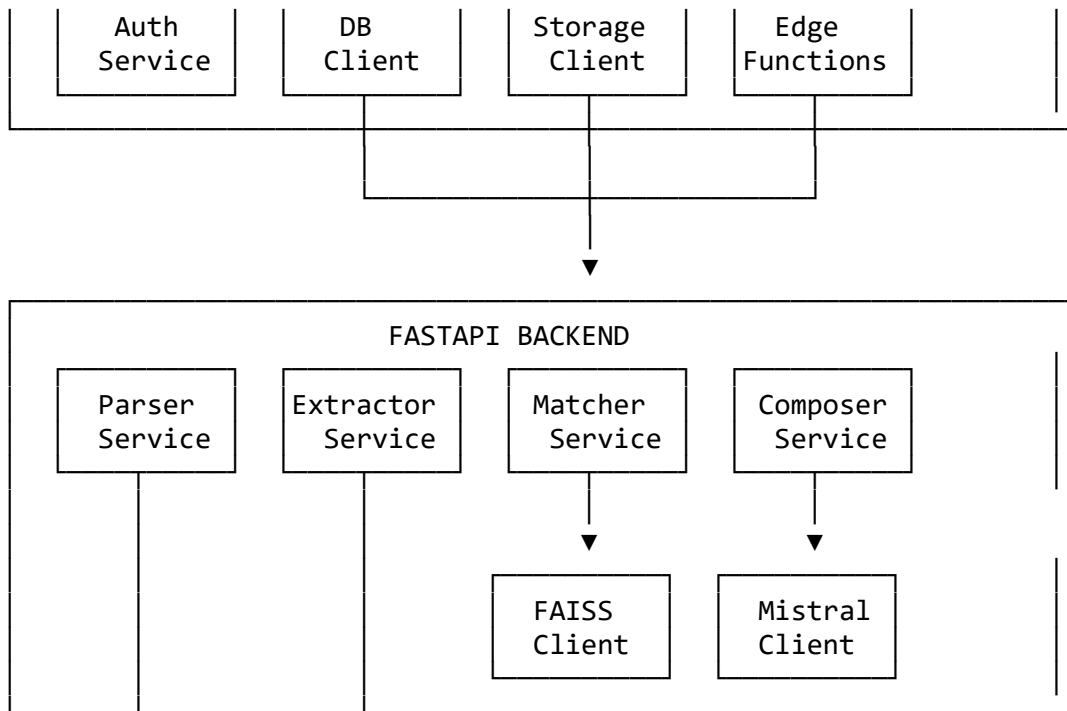 Auth DB Storage Edge
Service Client Client Functions
FASTAPI BACKEND
Parser Extractor Matcher Composer
Service Service Service Service
FAISS Mistral
Client Client